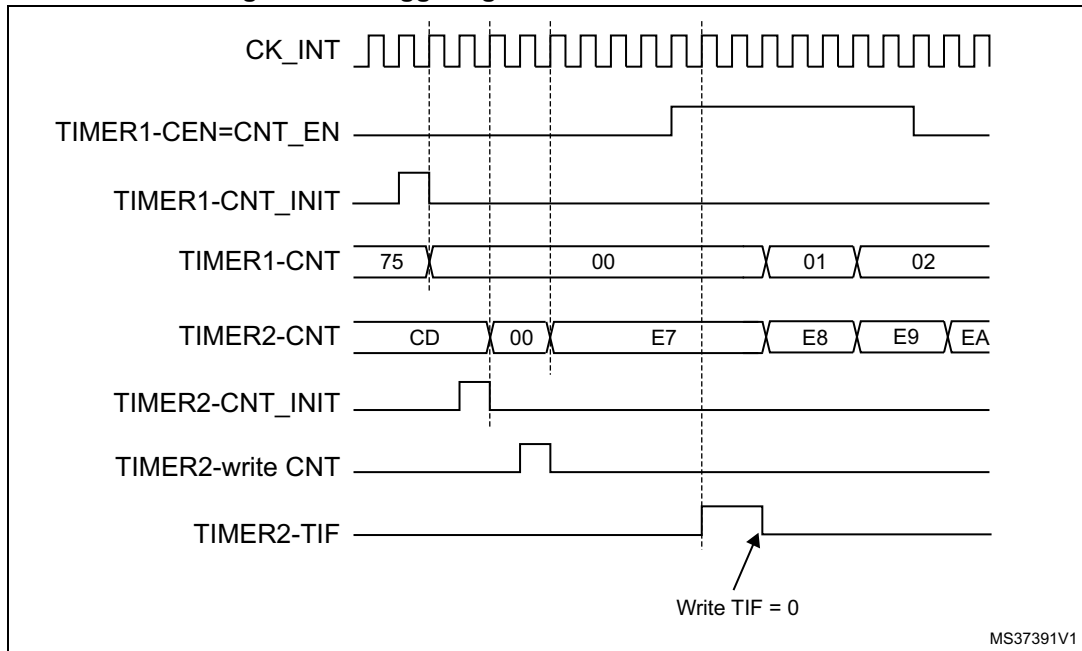 CK_INT
TIMER1-CEN=CNT_EN
TIMER1-CNT_INIT
TIMER1-CNT 75 00 01 02
TIMER2-CNT CD 00 E7 E8 E9 EA
TIMER2-CNT_INIT
TIMER2-write CNT
TIMER2-TIF
Write TIF = 0
MS37391V1